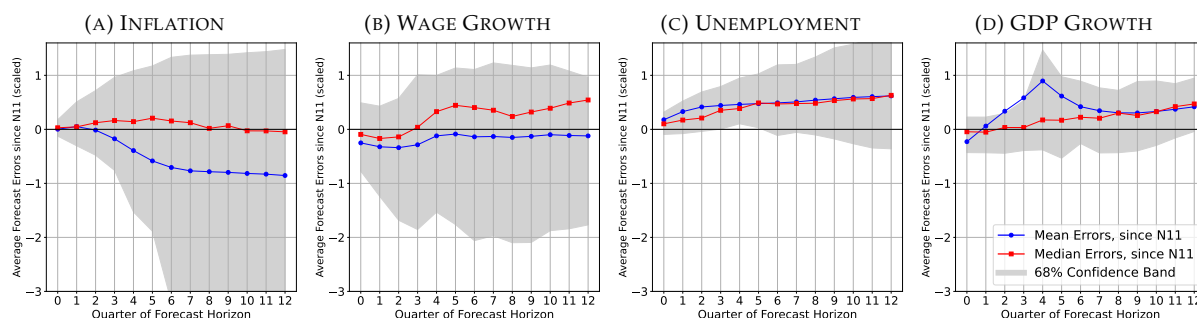 (A) INFLATION
Average Forecast Errors since N11 (scaled)
1
0
−1
−2
−3
0 1 2 3 4 5 6 7 8 9 10 11 12
Quarter of Forecast Horizon
(B) WAGE GROWTH
Average Forecast Errors since N11 (scaled)
1
0
−1
−2
−3
0 1 2 3 4 5 6 7 8 9 10 11 12
Quarter of Forecast Horizon
(C) UNEMPLOYMENT
Average Forecast Errors since N11 (scaled)
1
0
−1
−2
−3
0 1 2 3 4 5 6 7 8 9 10 11 12
Quarter of Forecast Horizon
(D) GDP GROWTH
Average Forecast Errors since N11 (scaled)
1
0
−1
−2
−3
Mean Errors, since N11
Median Errors, since N11
68% Confidence Band
0 1 2 3 4 5 6 7 8 9 10 11 12
Quarter of Forecast Horizon